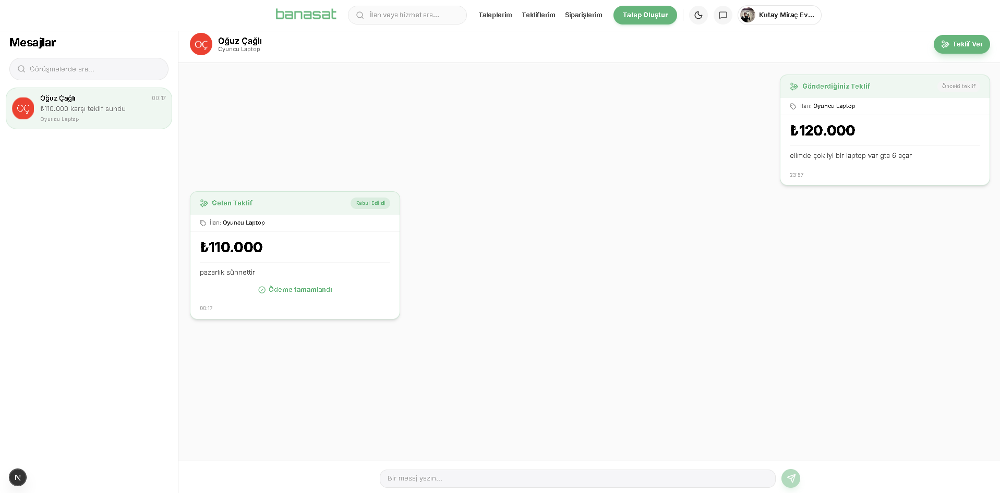 banasat
İlan veya hizmet ara...
Taleplerim
Tekliflerim
Siparişlerim
Talep Oluştur
Kutay Miraç Ev...
Mesajlar
Görüşmelerde ara...
OÇ
Oğuz Çağlı
00:17
₺110.000 karşı teklif sundu
Oyuncu Laptop
OÇ
Oğuz Çağlı
Oyuncu Laptop
Teklif Ver
Gönderdiğiniz Teklif
Önceki teklif
İlan: Oyuncu Laptop
₺120.000
elimde çok iyi bir laptop var gta 6 açar
23:57
Gelen Teklif
Kabul Edildi
İlan: Oyuncu Laptop
₺110.000
pazarlık sünnettir
Ödeme tamamlandı
00:17
N
Bir mesaj yazın...